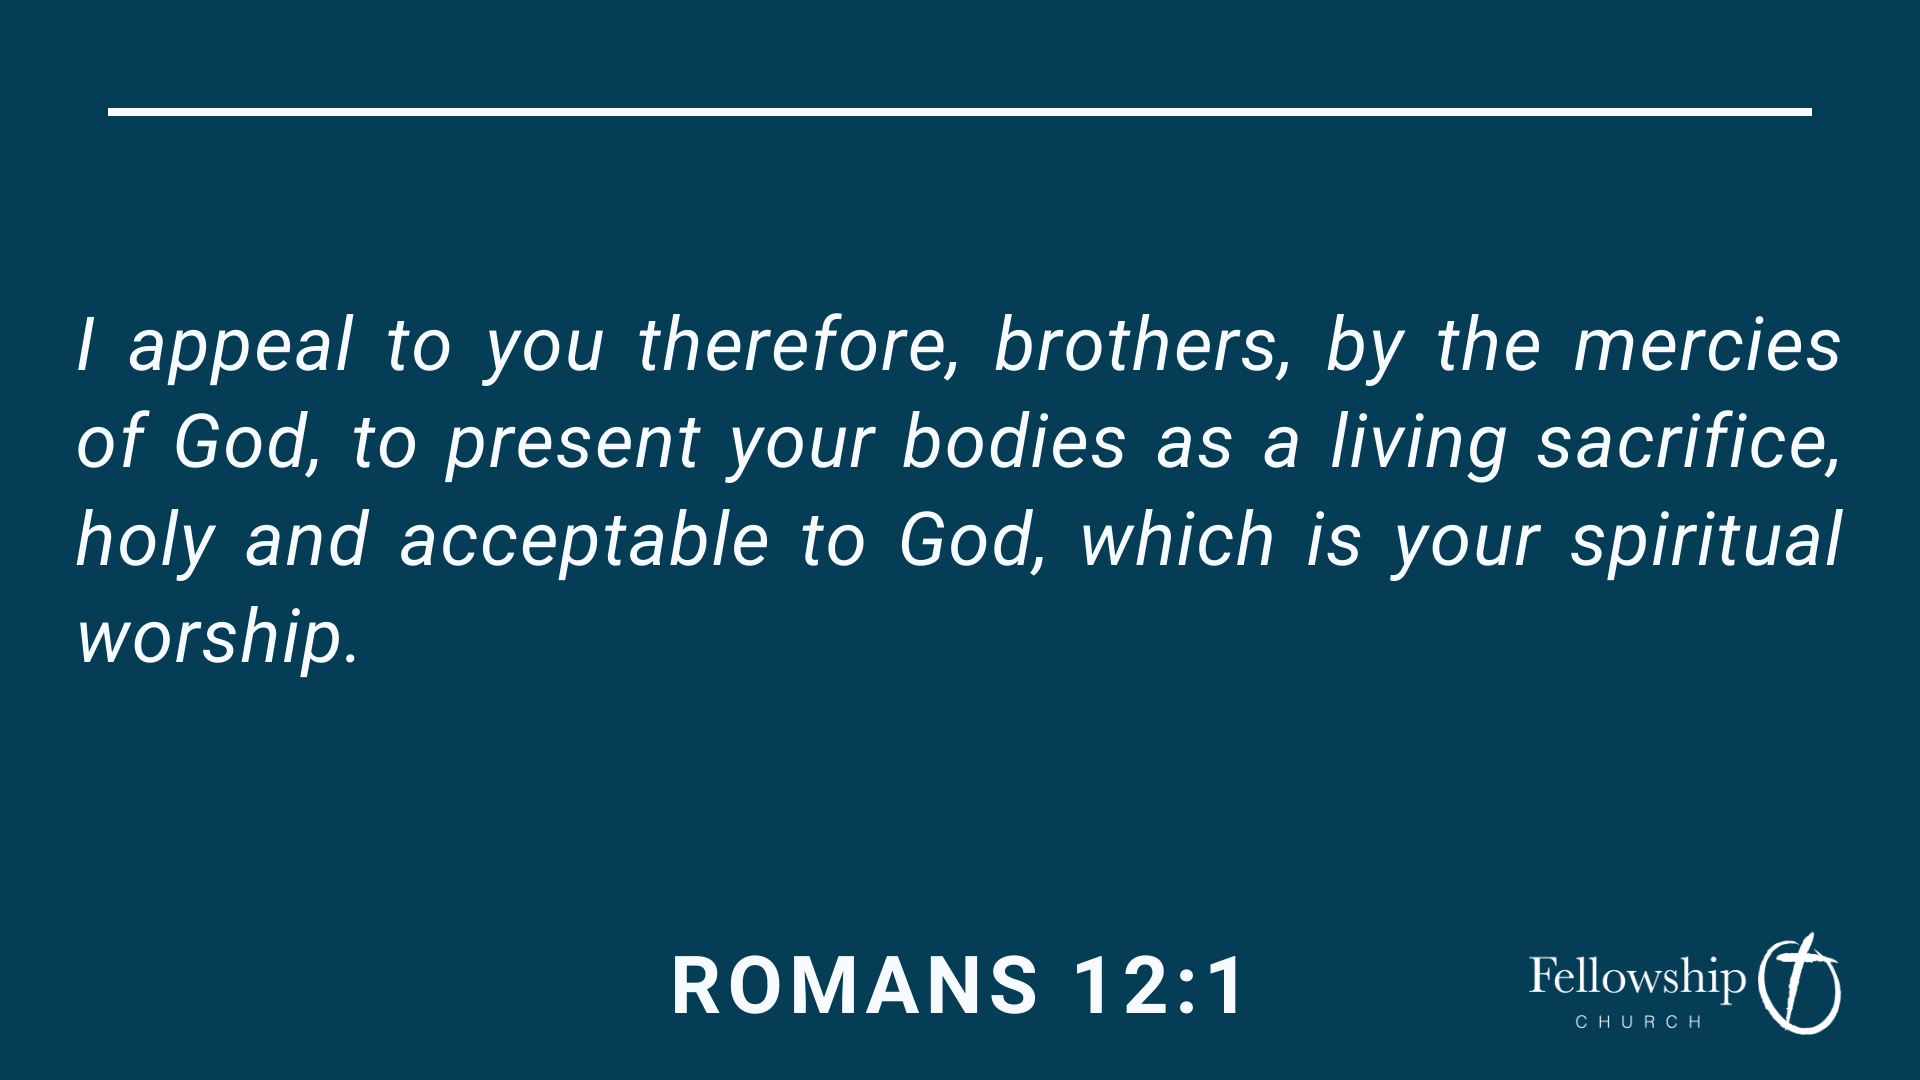 I appeal to you therefore, brothers, by the mercies
of God, to present your bodies as a living sacrifice,
holy and acceptable to God, which is your spiritual
worship.
ROMANS 12:1
Fellowship
CHURCH